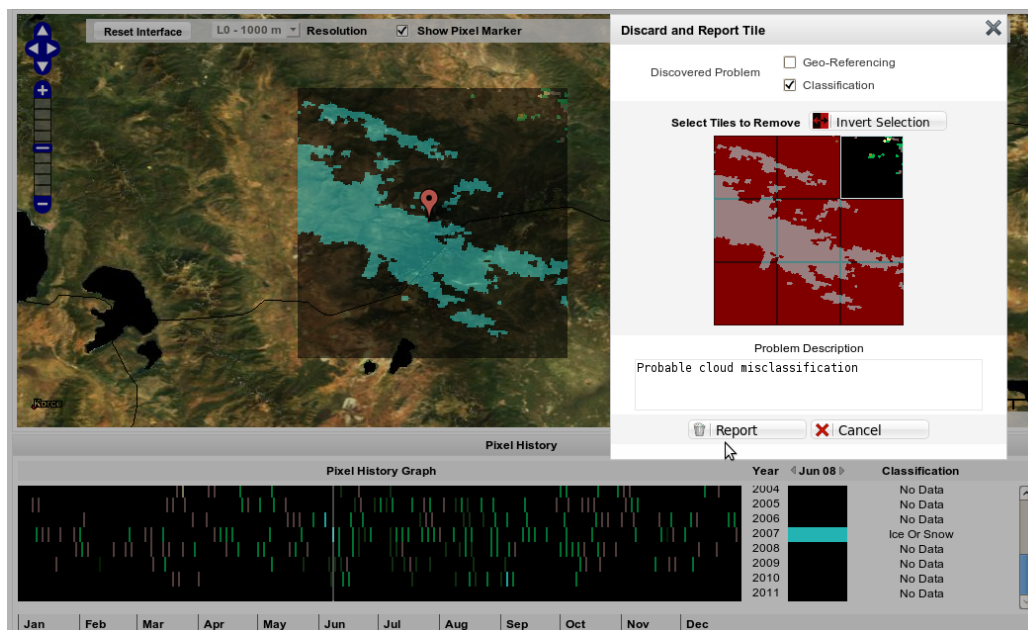 Reset Interface L0 - 1000 m Resolution Show Pixel Marker
Discard and Report Tile
Discovered Problem
Geo-Referencing
Classification
Select Tiles to Remove Invert Selection
Problem Description
Probable cloud misclassification
Report Cancel
Korce
Pixel History
Pixel History Graph Year Jun 08 Classification
2004 No Data
2005 No Data
2006 No Data
2007 Ice Or Snow
2008 No Data
2009 No Data
2010 No Data
2011 No Data
Jan Feb Mar Apr May Jun Jul Aug Sep Oct Nov Dec